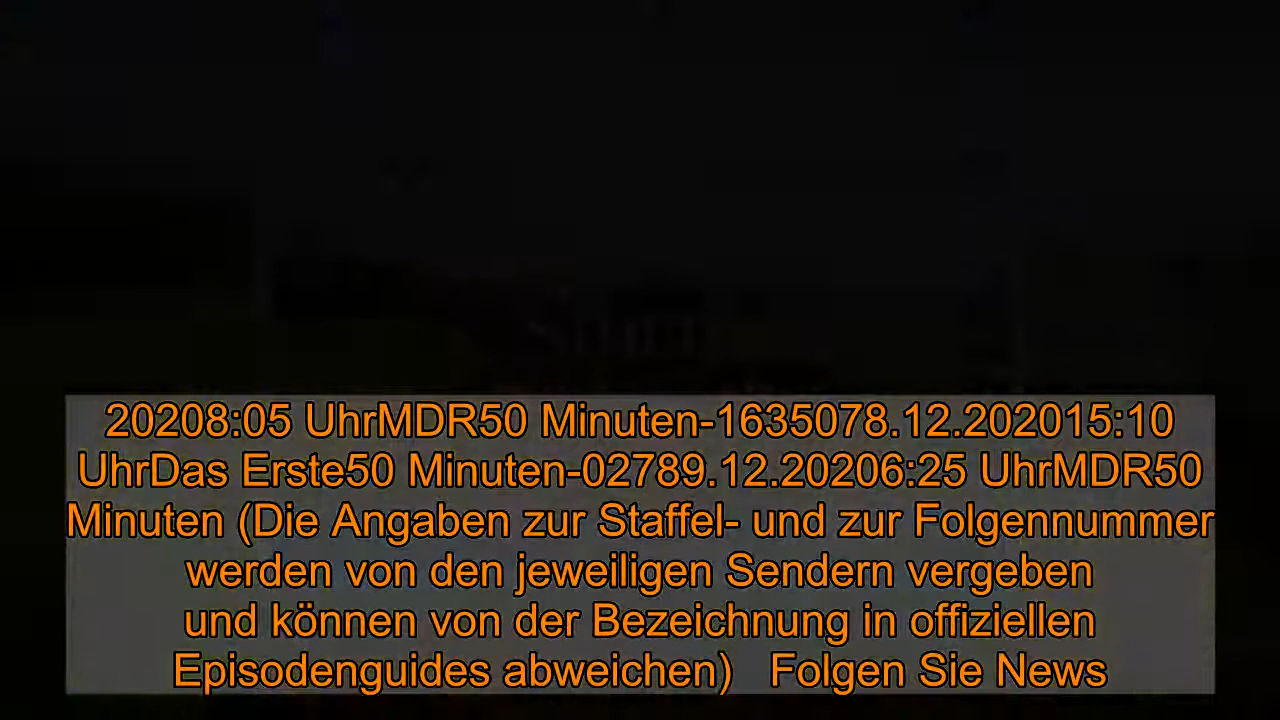 20208:05 UhrMDR50 Minuten-1635078.12.202015:10
UhrDas Erste50 Minuten-02789.12.20206:25 UhrMDR50
Minuten (Die Angaben zur Staffel- und zur Folgennummer
werden von den jeweiligen Sendern vergeben
und können von der Bezeichnung in offiziellen
Episodenguides abweichen)   Folgen Sie News